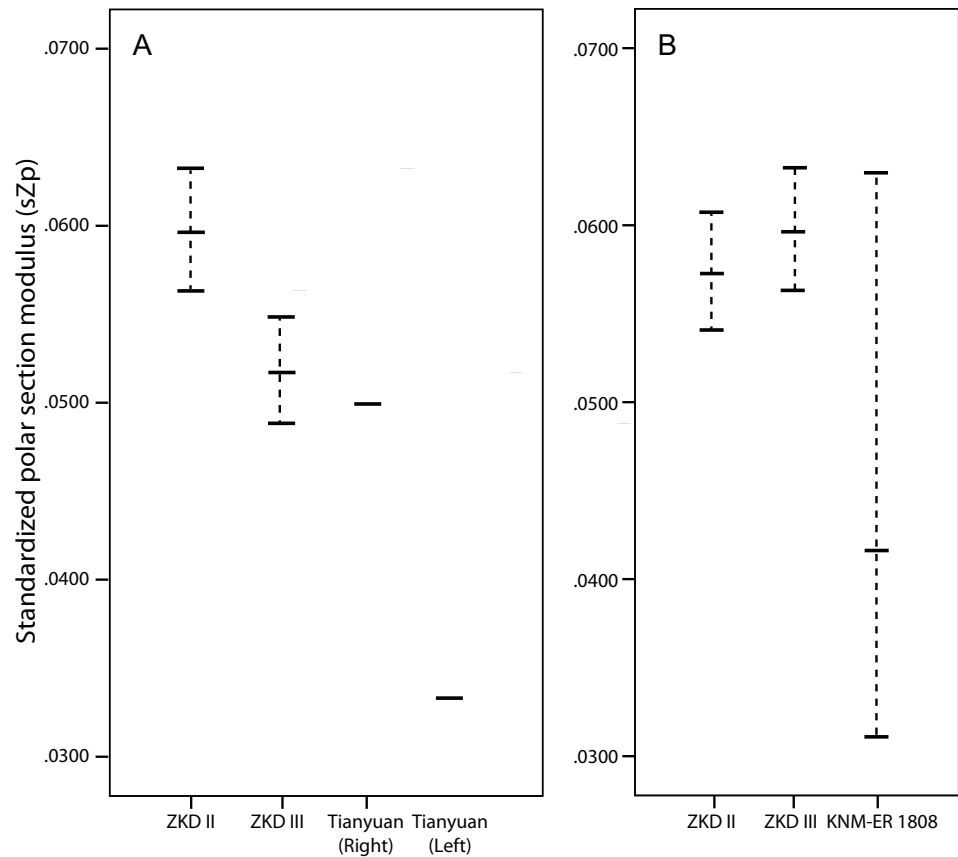 A
B
Standardized polar section modulus (sZp)
.0700
.0600
.0500
.0400
.0300
.0700
.0600
.0500
.0400
.0300
ZKD II ZKD III Tianyuan Tianyuan
(Right) (Left)
ZKD II ZKD III KNM-ER 1808